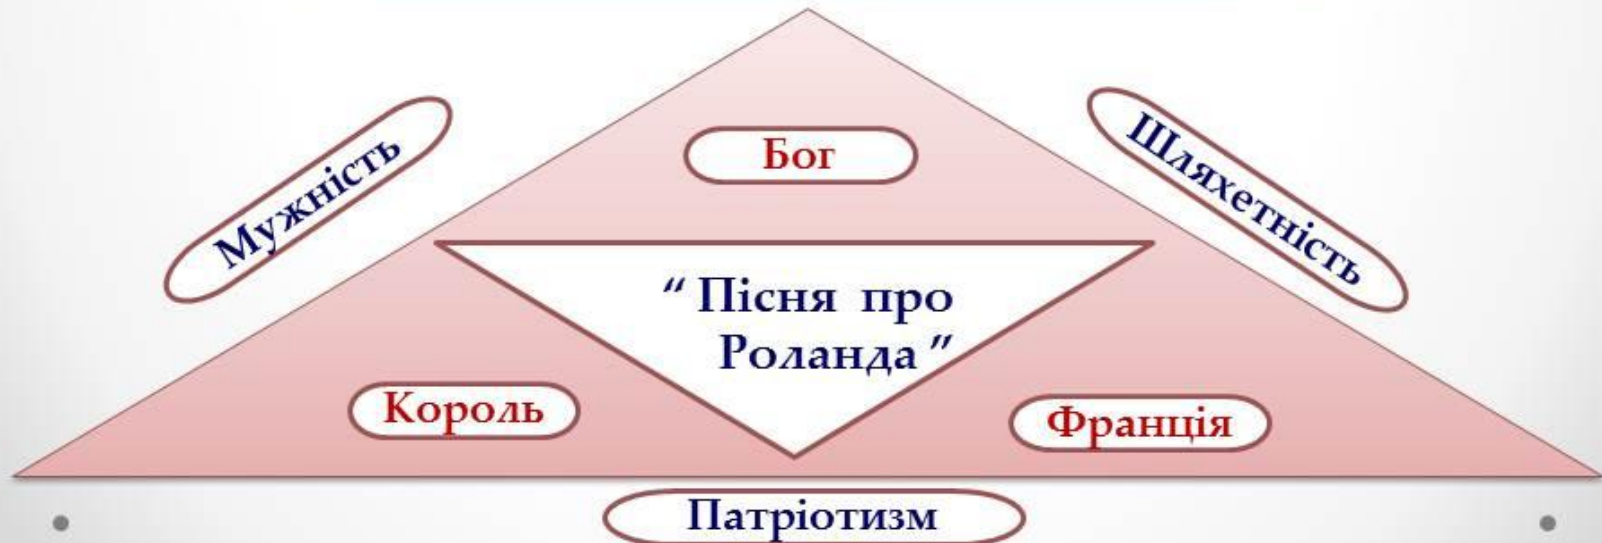 Мужність
Бог
Шляхетність
“ Пісня про
Роланда ”
Король
Франція
Патріотизм